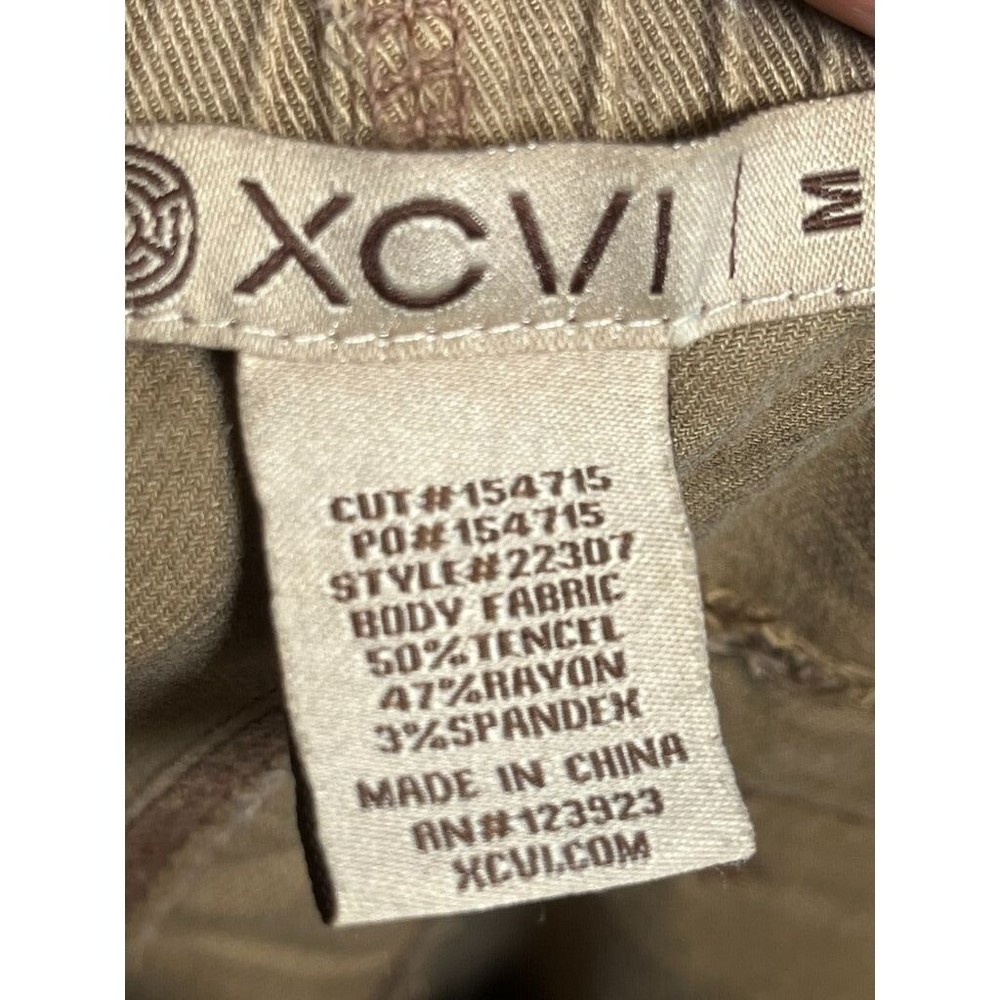 XCVI M
CUT#154715
PO#154715
STYLE#22307
BODY FABRIC
50%TENCEL
47%RAYON
3%SPANDEX
MADE IN CHINA
RN#123923
XCVI.COM